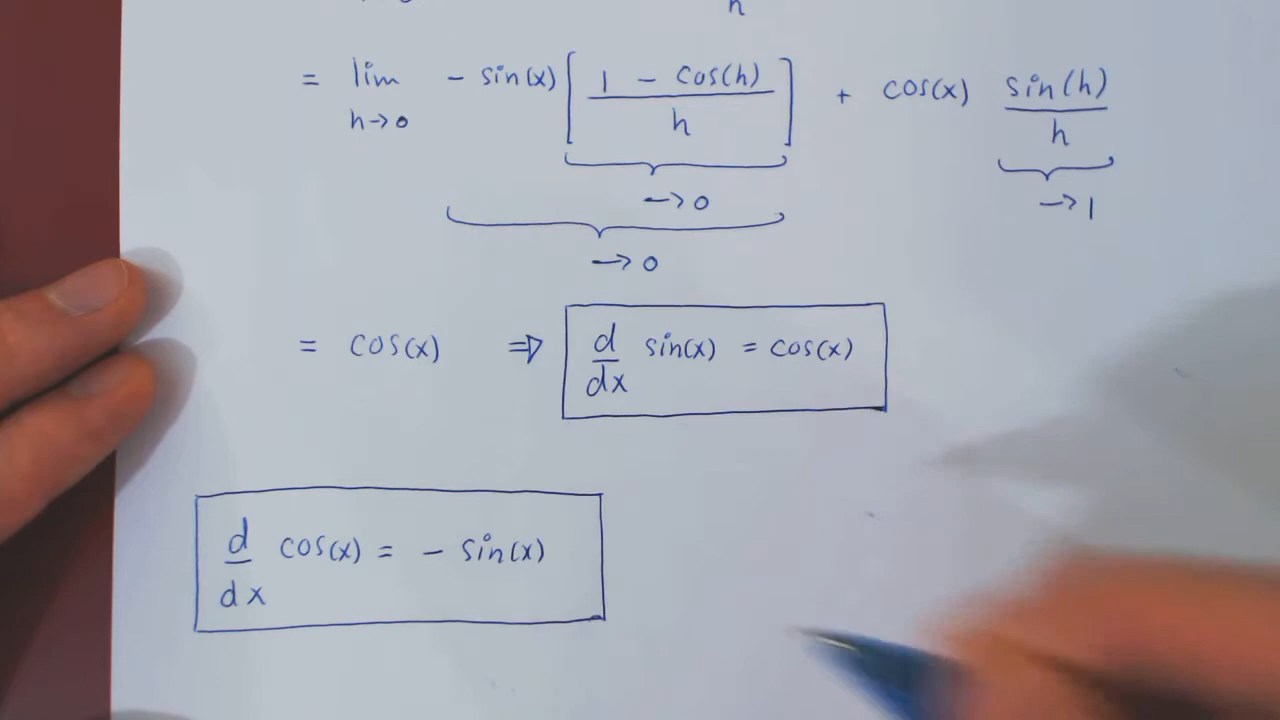 h
= lim - sin(x) [ 1 - cos(h) ] + cos(x) sin(h)
h→0 h h
→0 →1
→0
= cos(x) ⇒ d sin(x) = cos(x)
dx
d cos(x) = - sin(x)
dx